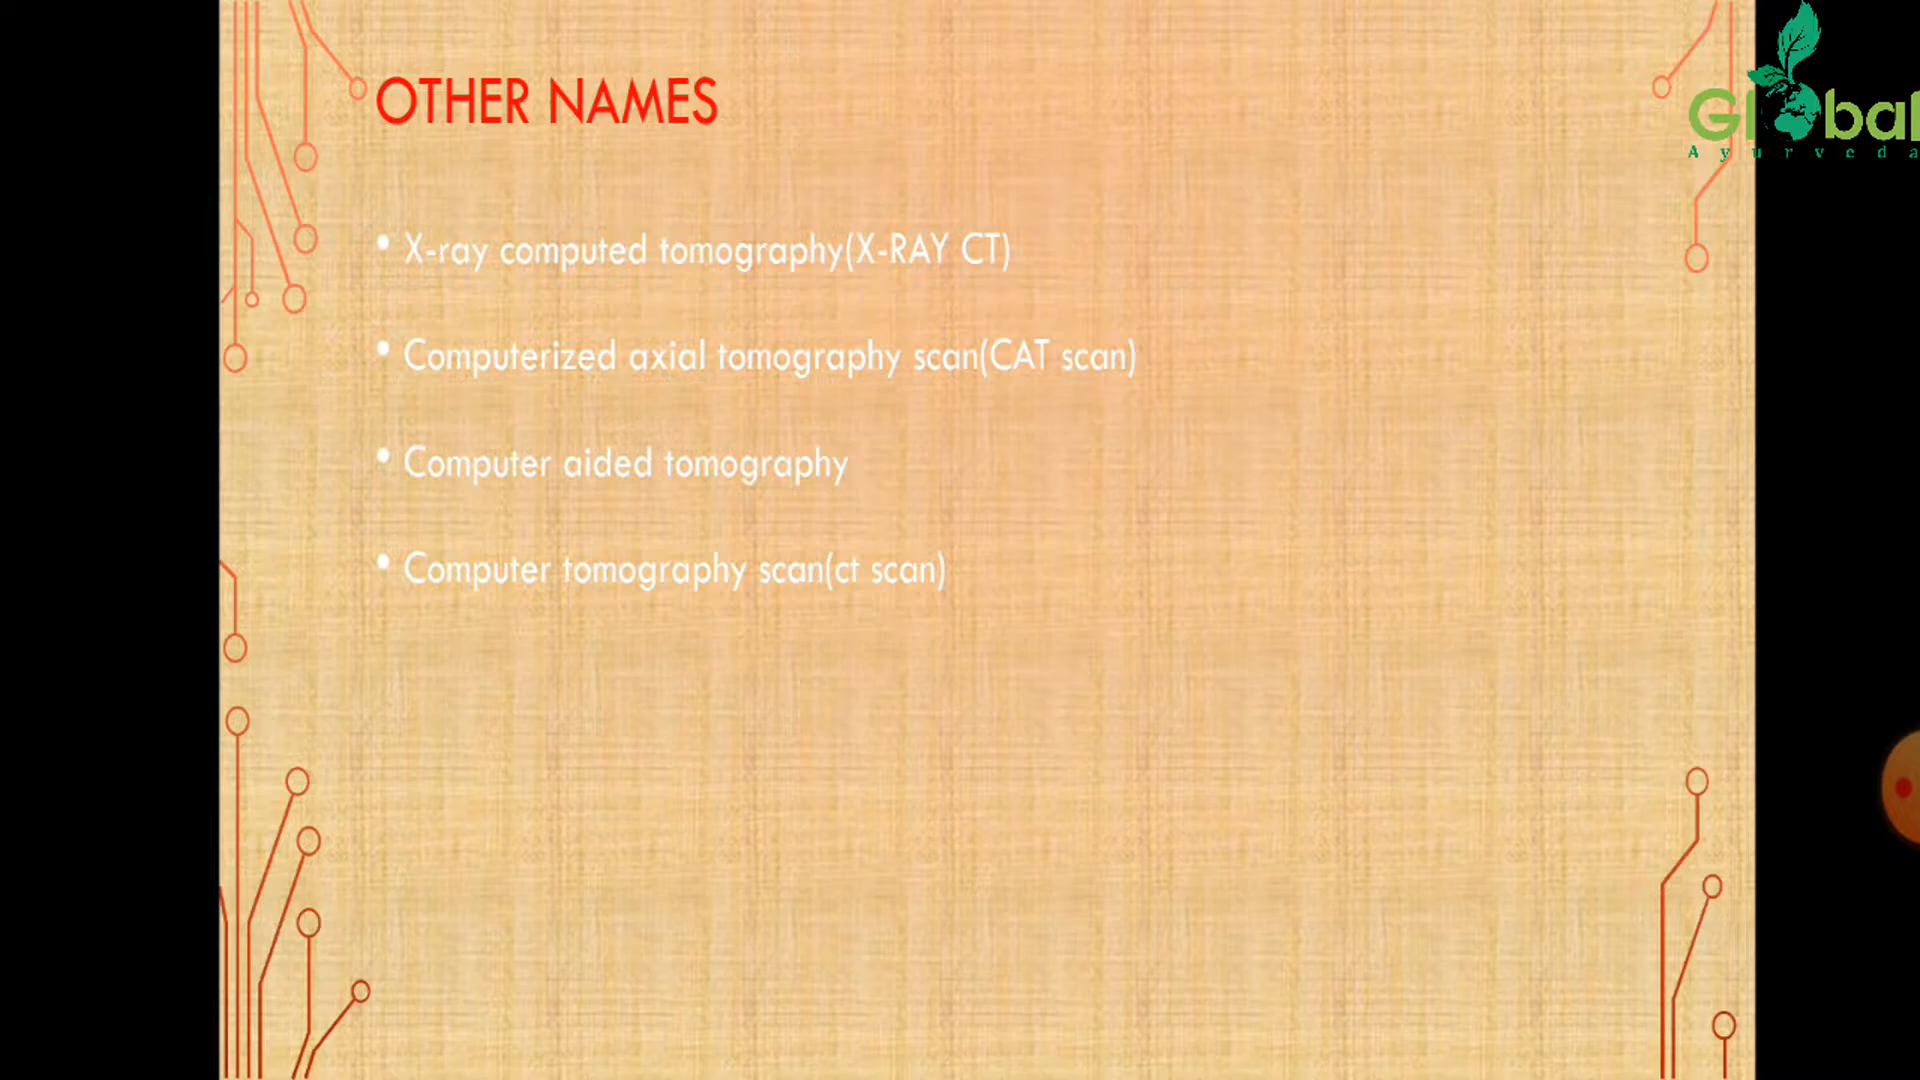 OTHER NAMES
• X-ray computed tomography(X-RAY CT)
• Computerized axial tomography scan(CAT scan)
• Computer aided tomography
• Computer tomography scan(ct scan)
Global
Ayurveda